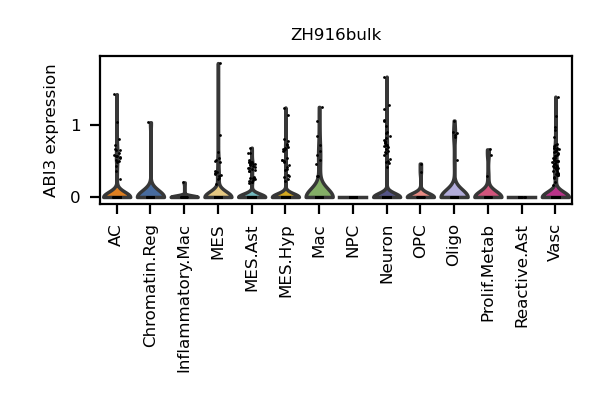 ZH916bulk
ABI3 expression
1
0
AC
Chromatin.Reg
Inflammatory.Mac
MES
MES.Ast
MES.Hyp
Mac
NPC
Neuron
OPC
Oligo
Prolif.Metab
Reactive.Ast
Vasc